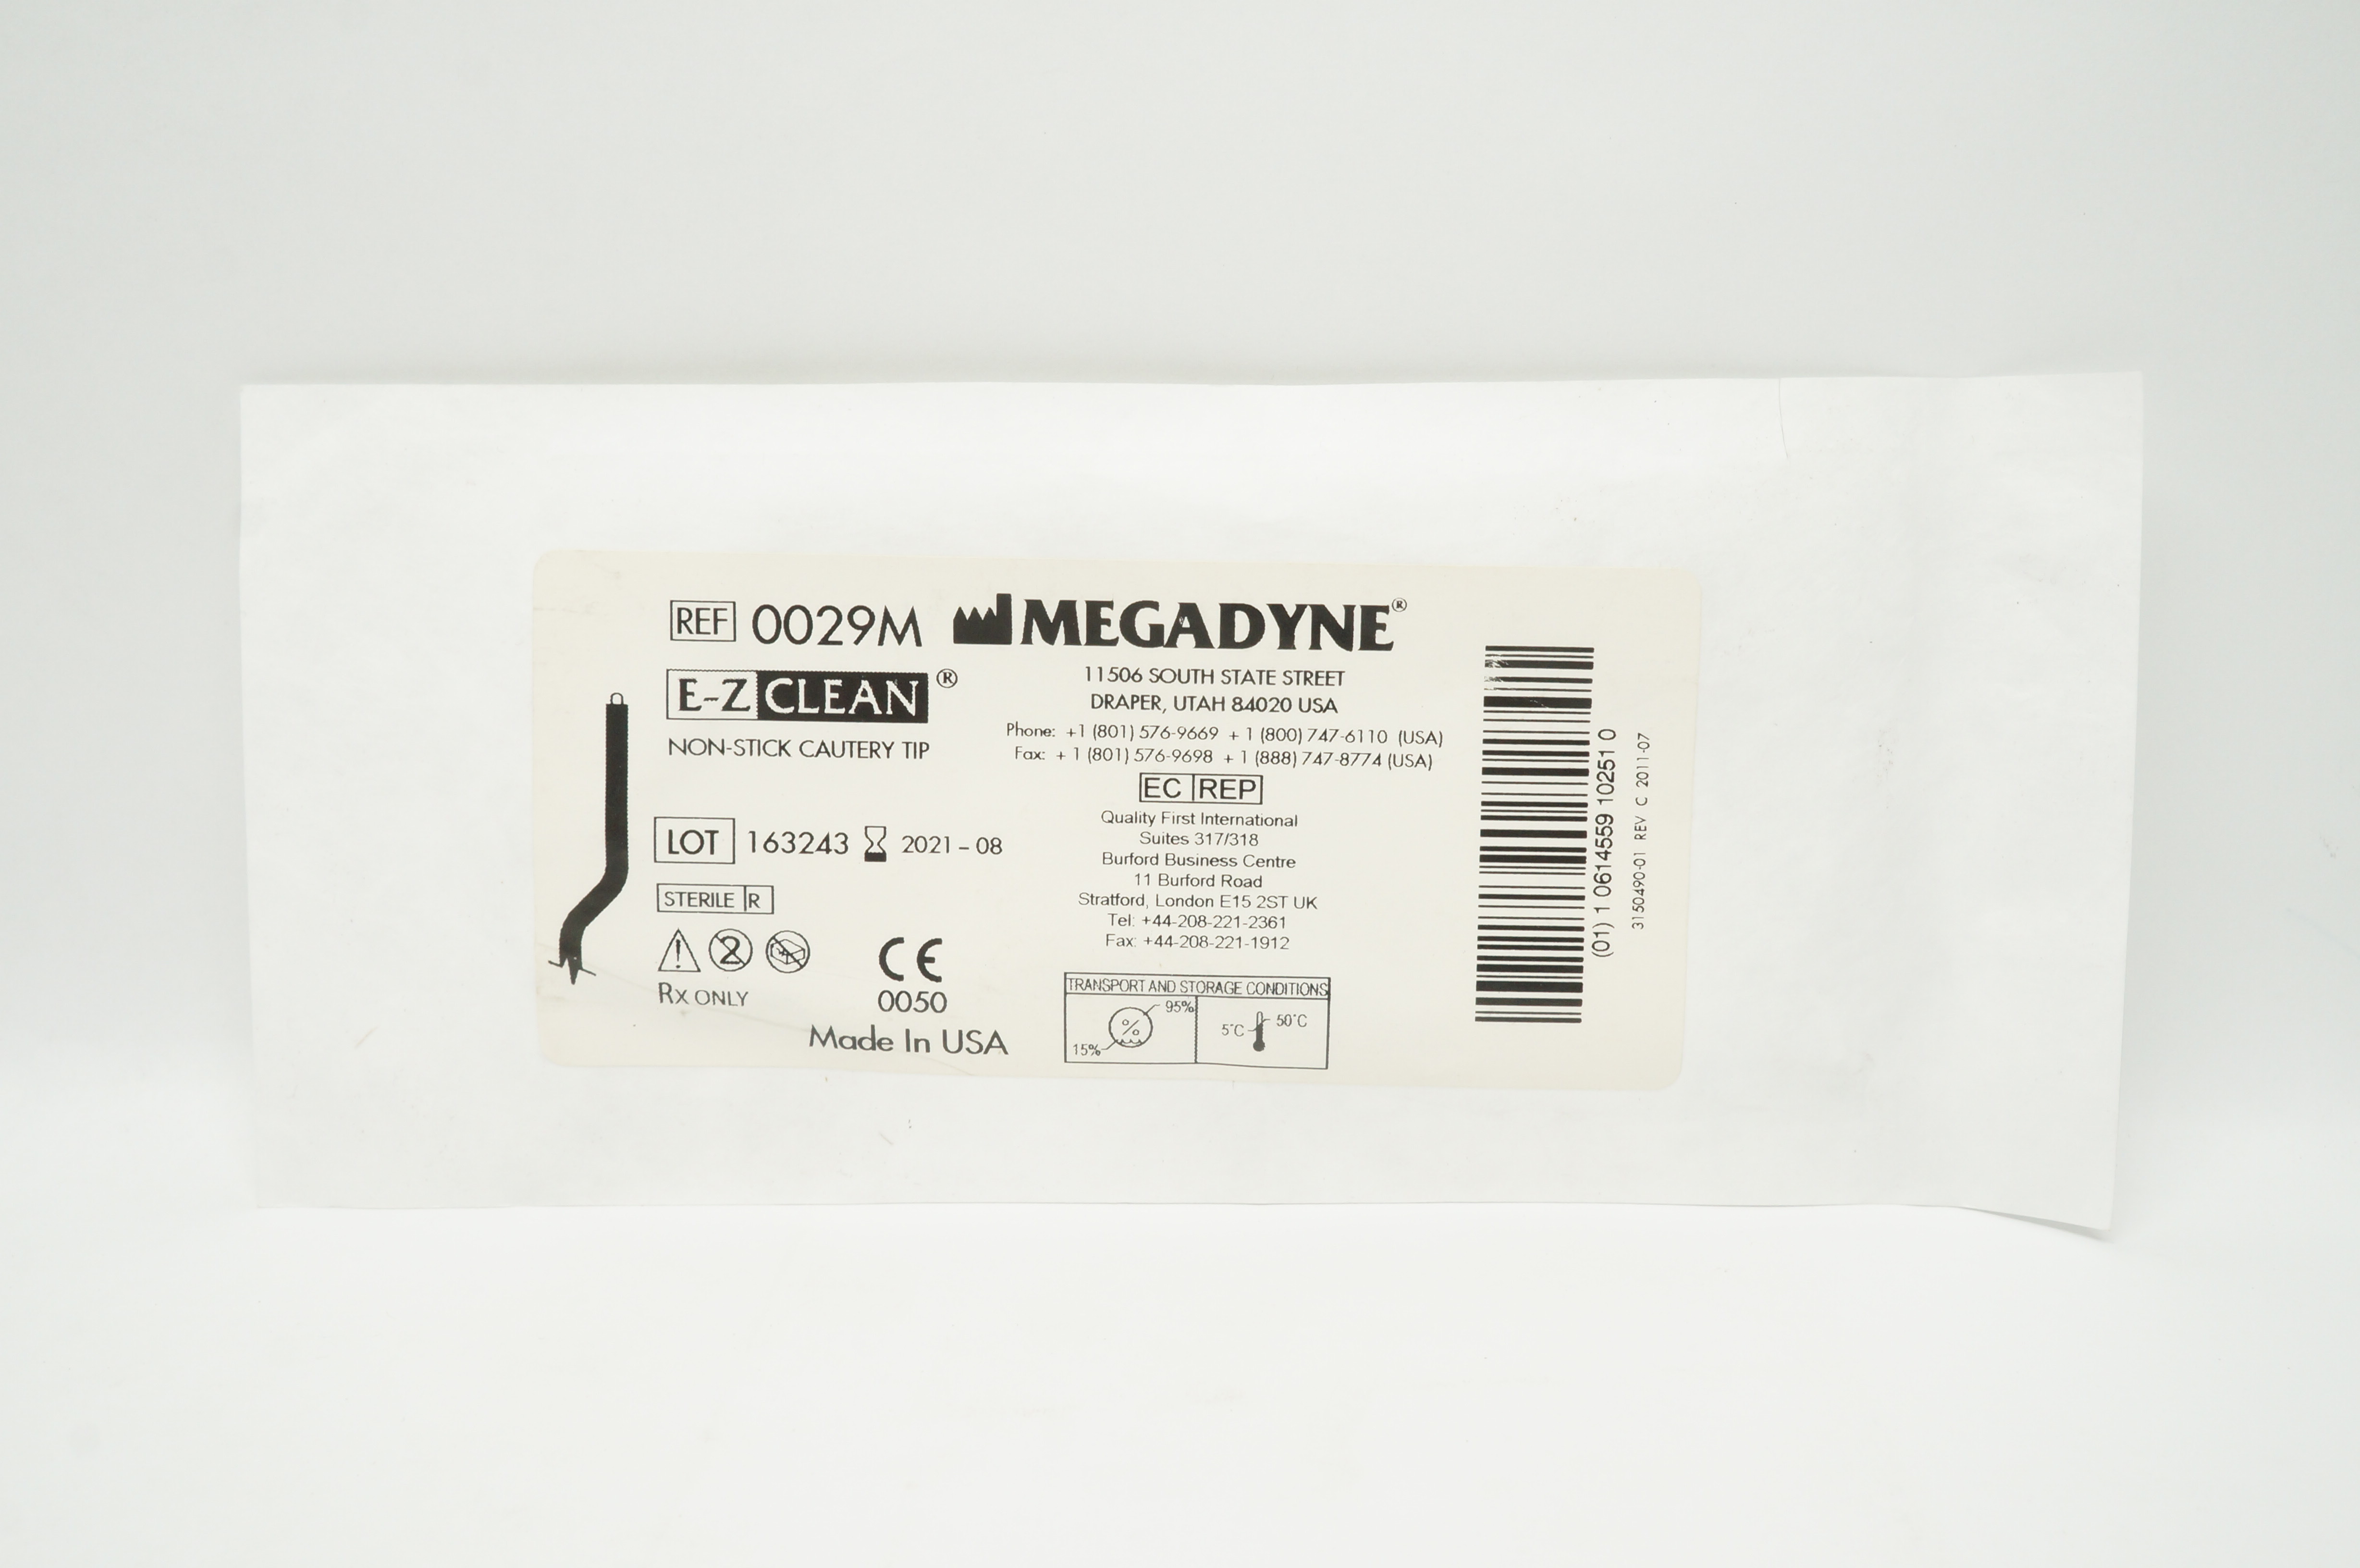 REF 0029M MEGADYNE®
E-Z CLEAN®
NON-STICK CAUTERY TIP
LOT 163243 2021-08
STERILE R
2
Rx ONLY
CE
0050
Made In USA
11506 SOUTH STATE STREET
DRAPER, UTAH 84020 USA
Phone: +1 (801) 576-9669 + 1 (800) 747-6110 (USA)
Fax: + 1 (801) 576-9698 + 1 (888) 747-8774 (USA)
EC REP
Quality First International
Suites 317/318
Burford Business Centre
11 Burford Road
Stratford, London E15 2ST UK
Tel: +44-208-221-2361
Fax: +44-208-221-1912
TRANSPORT AND STORAGE CONDITIONS
95%
%
15%
50°C
5°C
(01) 1 0614559 10251 0
3150490-01 REV C 2011-07